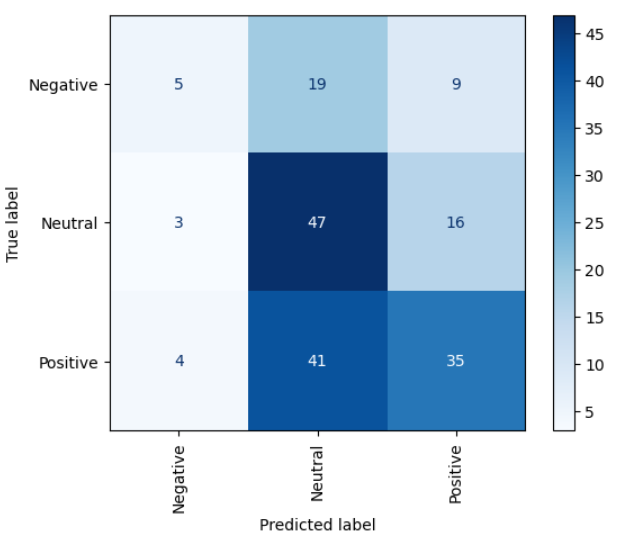 Negative 5 19 9
Neutral 3 47 16
Positive 4 41 35
Negative
Neutral
Positive
Predicted label
True label
45
40
35
30
25
20
15
10
5